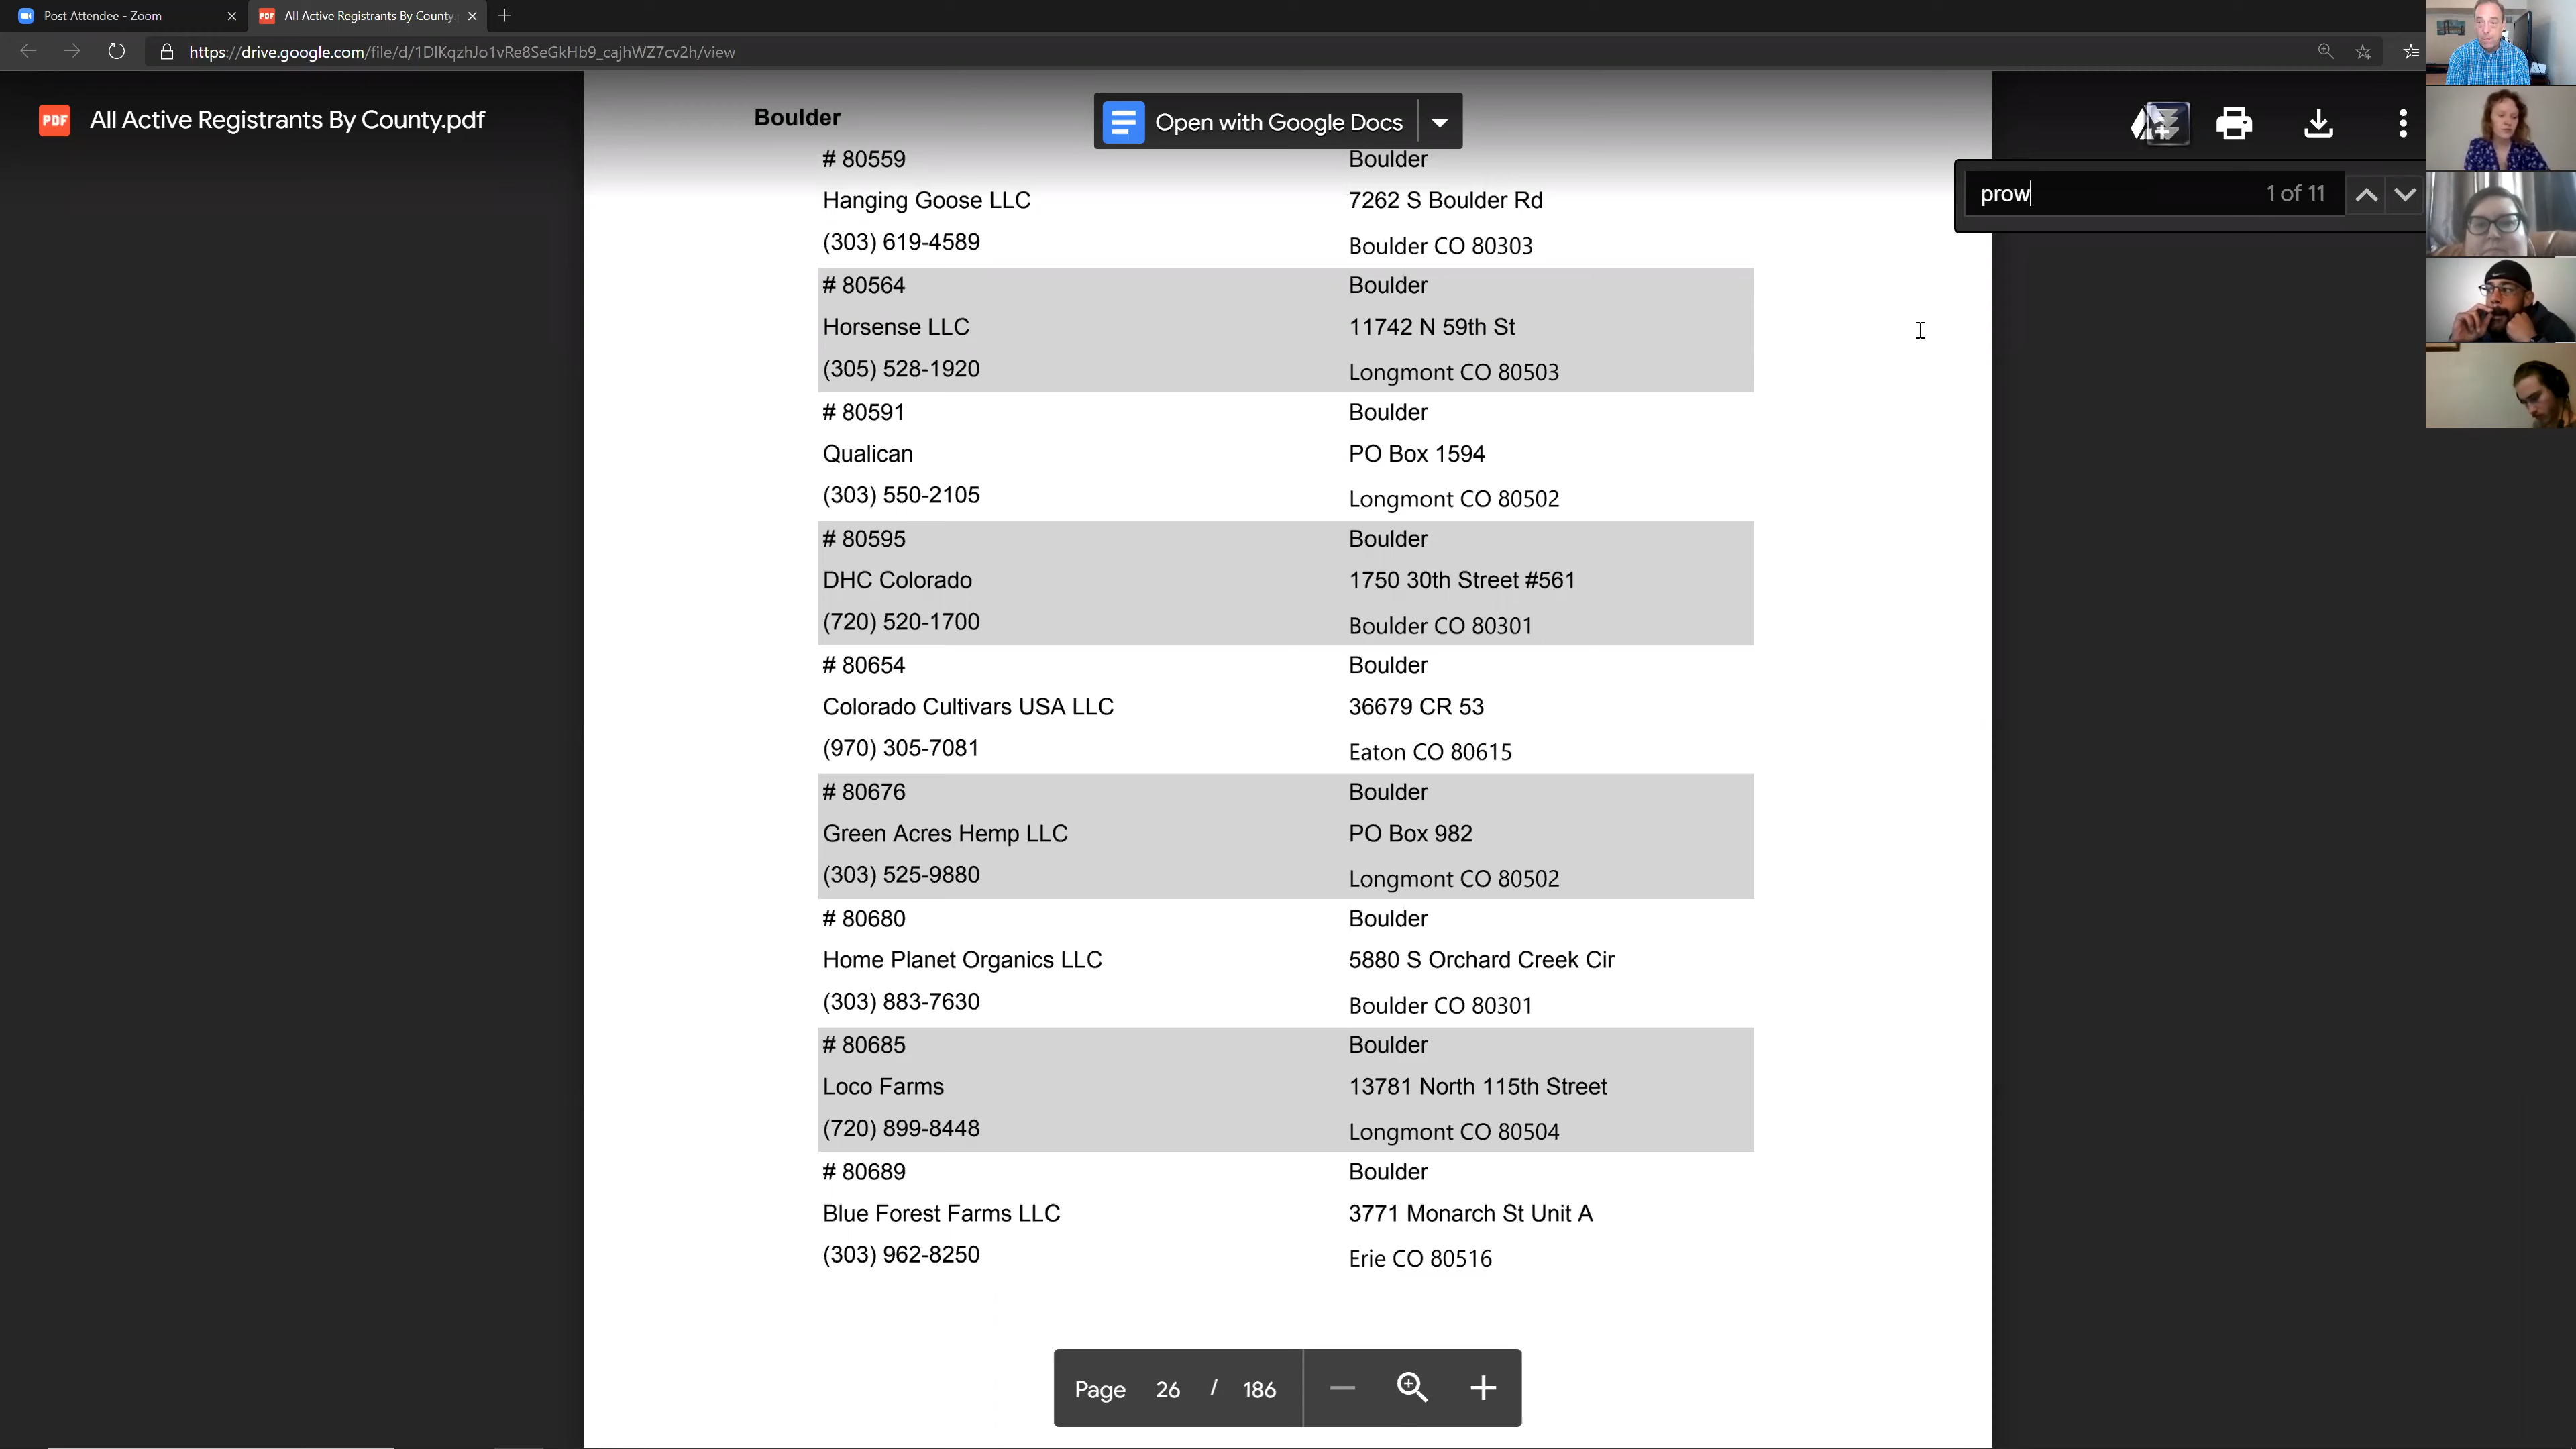 Post Attendee - Zoom
All Active Registrants By County.
https://drive.google.com/file/d/1DlKqzhJo1vRe8SeGkHb9_cajhWZ7cv2h/view
PDF All Active Registrants By County.pdf
Open with Google Docs
prow 1 of 11
Boulder
# 80559 Boulder
Hanging Goose LLC 7262 S Boulder Rd
(303) 619-4589 Boulder CO 80303
# 80564 Boulder
Horsense LLC 11742 N 59th St
(305) 528-1920 Longmont CO 80503
# 80591 Boulder
Qualican PO Box 1594
(303) 550-2105 Longmont CO 80502
# 80595 Boulder
DHC Colorado 1750 30th Street #561
(720) 520-1700 Boulder CO 80301
# 80654 Boulder
Colorado Cultivars USA LLC 36679 CR 53
(970) 305-7081 Eaton CO 80615
# 80676 Boulder
Green Acres Hemp LLC PO Box 982
(303) 525-9880 Longmont CO 80502
# 80680 Boulder
Home Planet Organics LLC 5880 S Orchard Creek Cir
(303) 883-7630 Boulder CO 80301
# 80685 Boulder
Loco Farms 13781 North 115th Street
(720) 899-8448 Longmont CO 80504
# 80689 Boulder
Blue Forest Farms LLC 3771 Monarch St Unit A
(303) 962-8250 Erie CO 80516
Page 26 / 186